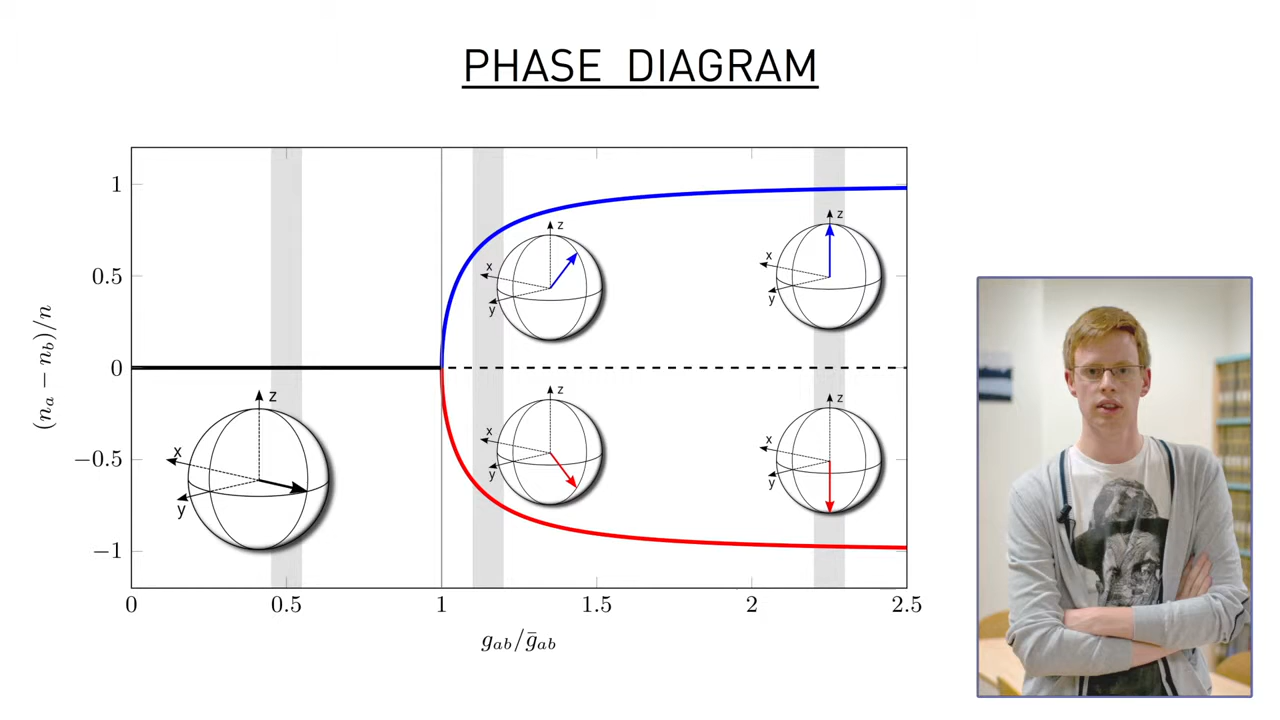 PHASE DIAGRAM
1
0.5
0
−0.5
−1
(n_a − n_b)/n
z
x
y
z
x
y
z
x
y
z
x
y
z
x
y
0
0.5
1
1.5
2
2.5
g_ab/ḡ_ab